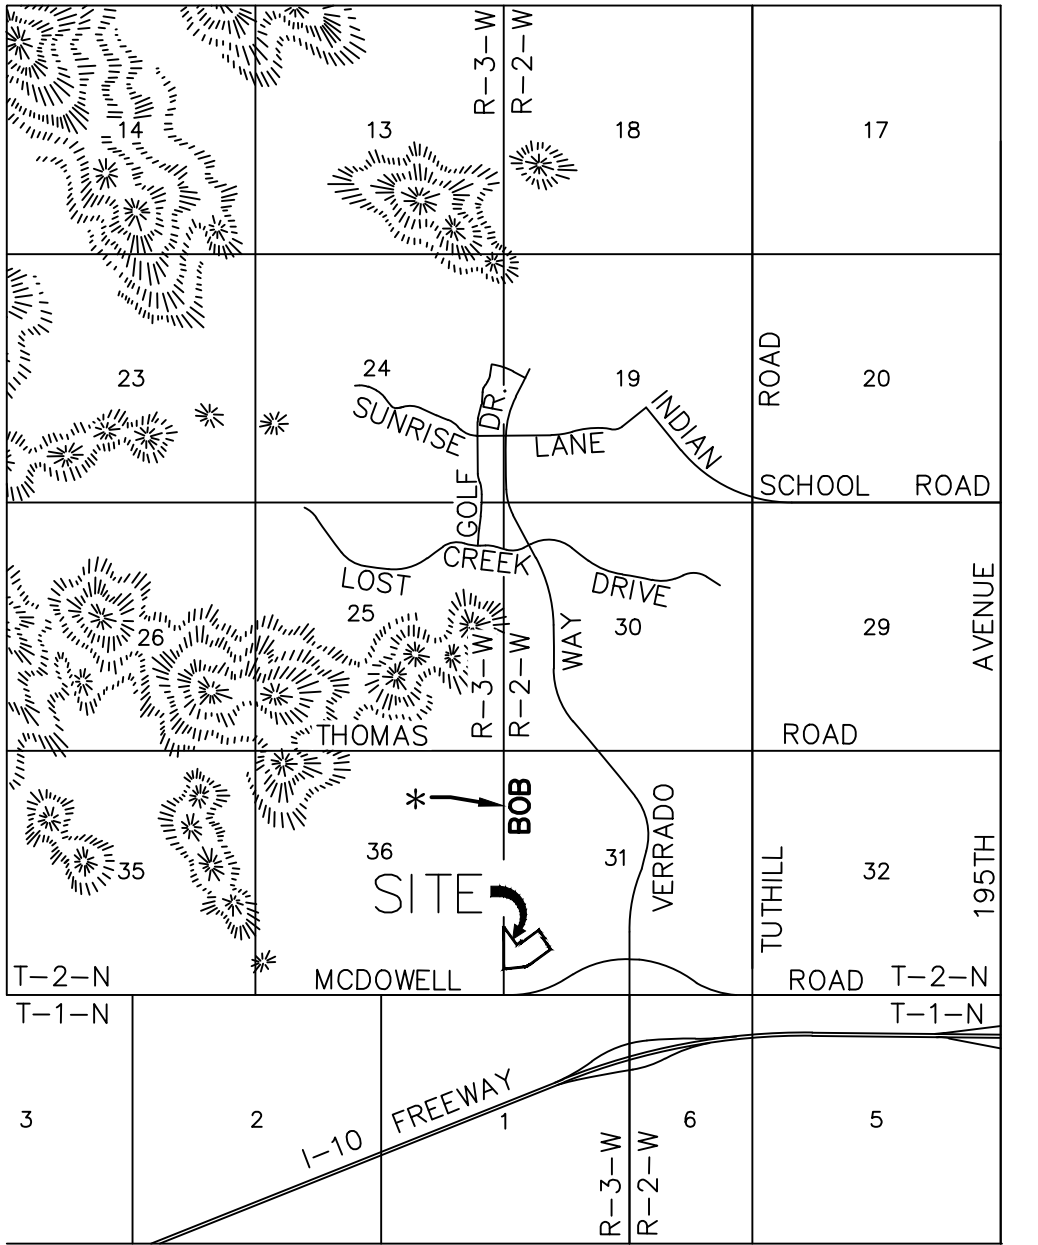 R-3-W
R-2-W
14
13
18
17
23
24
19
20
ROAD
DR.
SUNRISE
LANE
INDIAN
SCHOOL ROAD
GOLF
LOST
CREEK
DRIVE
26
25
30
29
WAY
AVENUE
R-3-W
R-2-W
THOMAS
ROAD
*
BOB
35
36
31
32
VERRADO
SITE
TUTHILL
195TH
T-2-N
MCDOWELL
ROAD
T-2-N
T-1-N
T-1-N
3
2
I-10 FREEWAY
1
6
5
R-3-W
R-2-W